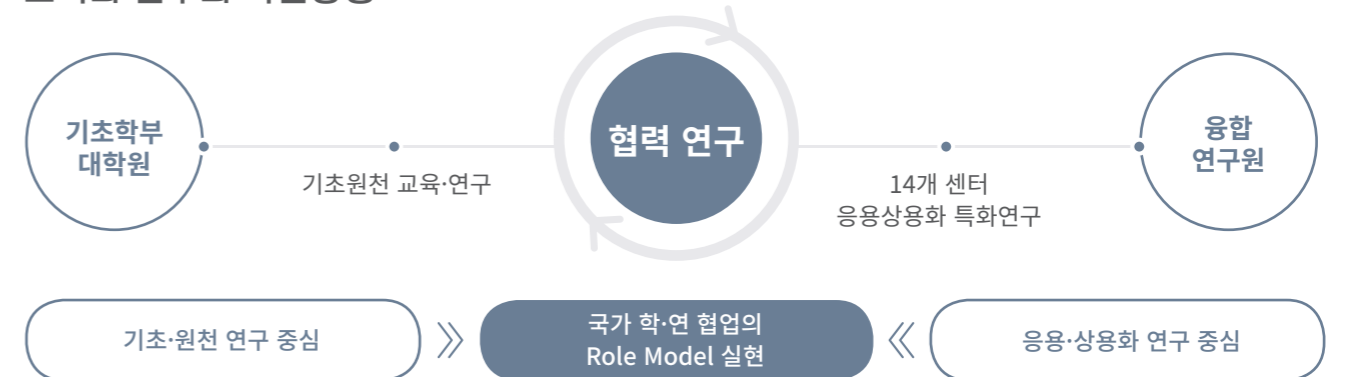 기초학부
대학원
기초원천 교육·연구
협력 연구
14개 센터
응용상용화 특화연구
융합
연구원
기초·원천 연구 중심
국가 학·연 협업의
Role Model 실현
응용·상용화 연구 중심